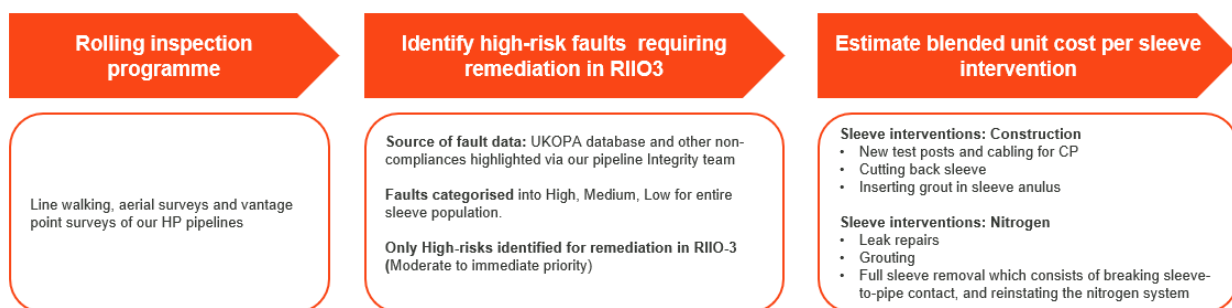 Rolling inspection
programme
Identify high-risk faults requiring
remediation in RIIO3
Estimate blended unit cost per sleeve
intervention
Line walking, aerial surveys and vantage
point surveys of our HP pipelines
Source of fault data: UKOPA database and other non-
compliances highlighted via our pipeline Integrity team
Faults categorised into High, Medium, Low for entire
sleeve population.
Only High-risks identified for remediation in RIIO-3
(Moderate to immediate priority)
Sleeve interventions: Construction
• New test posts and cabling for CP
• Cutting back sleeve
• Inserting grout in sleeve anulus
Sleeve interventions: Nitrogen
• Leak repairs
• Grouting
• Full sleeve removal which consists of breaking sleeve-
to-pipe contact, and reinstating the nitrogen system